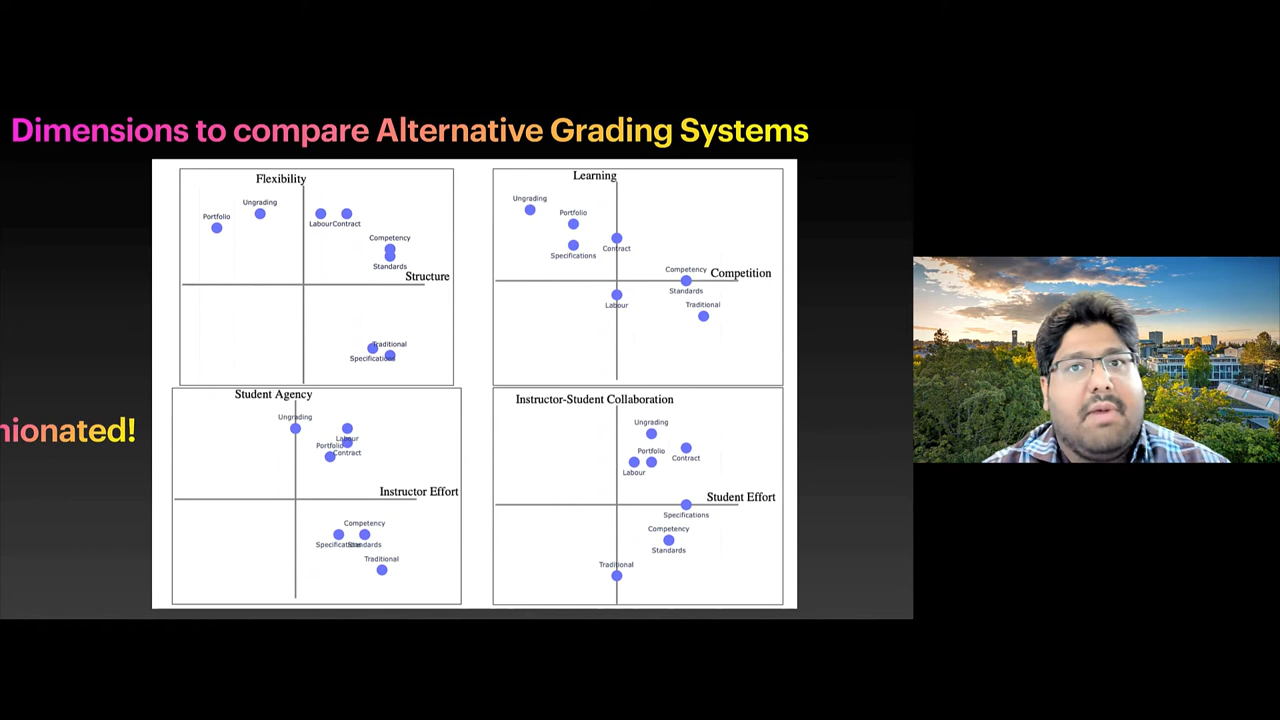 Dimensions to compare Alternative Grading Systems
Flexibility
Ungrading
Portfolio
Labour
Contract
Competency
Standards
Structure
Traditional
Specifications
Learning
Ungrading
Portfolio
Specifications
Contract
Competency
Competition
Standards
Labour
Traditional
Student Agency
Ungrading
Labour
Portfolio
Contract
Instructor Effort
Competency
Specifications
Standards
Traditional
Instructor-Student Collaboration
Ungrading
Portfolio
Contract
Labour
Student Effort
Specifications
Competency
Standards
Traditional
nionated!